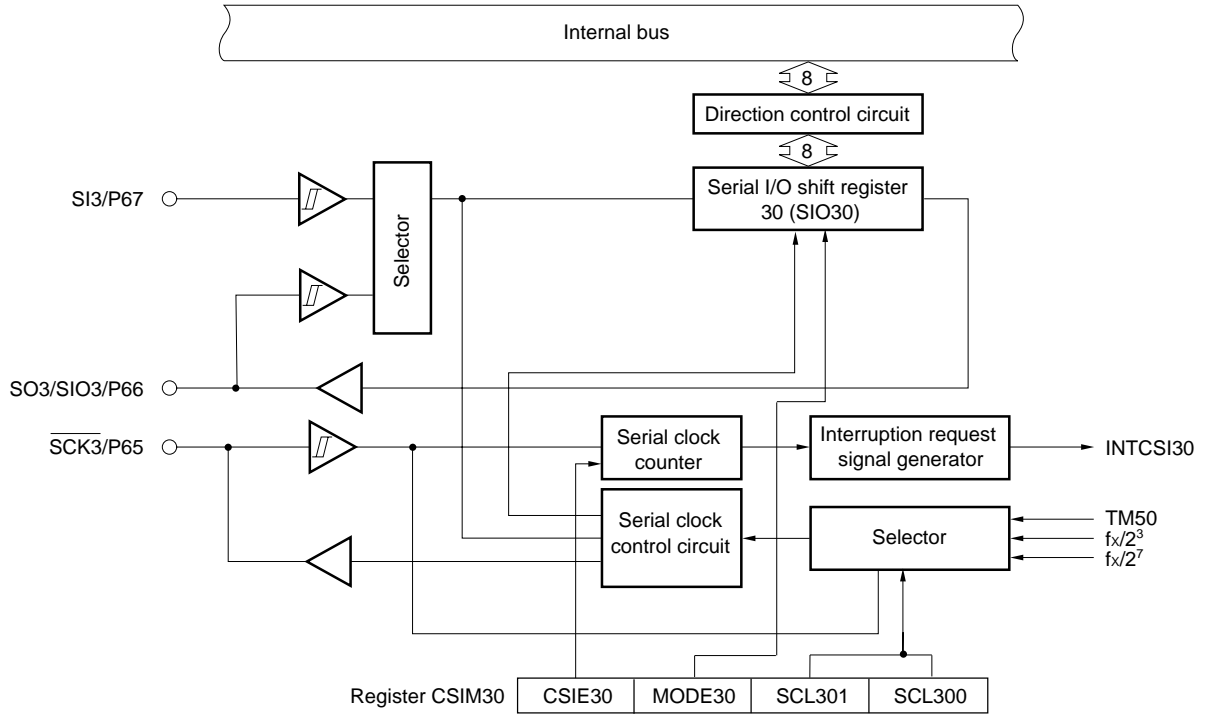 Internal bus
8
Direction control circuit
8
SI3/P67
Selector
Serial I/O shift register
30 (SIO30)
SO3/SIO3/P66
SCK3/P65
Serial clock
counter
Interruption request
signal generator
INTCSI30
Serial clock
control circuit
Selector
TM50
fx/2³
fx/2⁷
Register CSIM30
CSIE30
MODE30
SCL301
SCL300